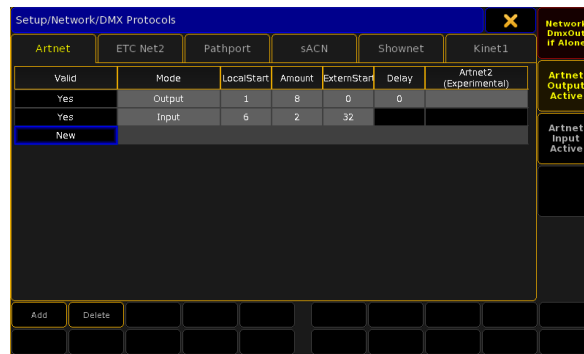 Setup/Network/DMX Protocols
Network
DmxOut
if Alone
Artnet ETC Net2 Pathport sACN Shownet Kinet1
Valid Mode LocalStart Amount ExternStart Delay Artnet2
(Experimental)
Yes Output 1 8 0 0
Yes Input 6 2 32
New
Artnet
Output
Active
Artnet
Input
Active
Add Delete